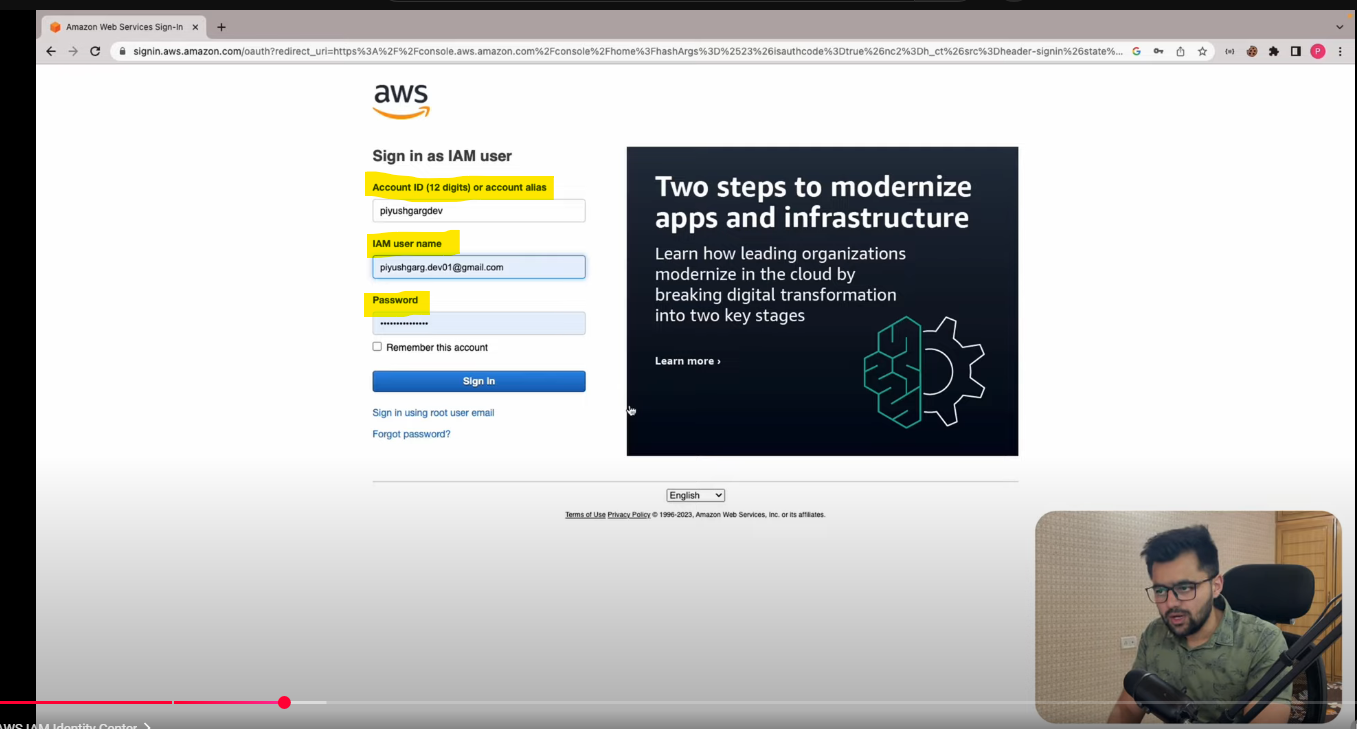 Amazon Web Services Sign-In
signin.aws.amazon.com/oauth?redirect_uri=https%3A%2F%2Fconsole.aws.amazon.com%2Fconsole%2Fhome%3FhashArgs%3D%2523%26isauthcode%3Dtrue%26nc2%3Dh_ct%26src%3Dheader-signin%26state%...
aws
Sign in as IAM user
Account ID (12 digits) or account alias
piyushgargdev
IAM user name
piyushgarg.dev01@gmail.com
Password
Remember this account
Sign in
Sign in using root user email
Forgot password?
Two steps to modernize
apps and infrastructure
Learn how leading organizations
modernize in the cloud by
breaking digital transformation
into two key stages
Learn more ›
English
Terms of Use Privacy Policy © 1996-2023, Amazon Web Services, Inc. or its affiliates.
AWS IAM Identity Center